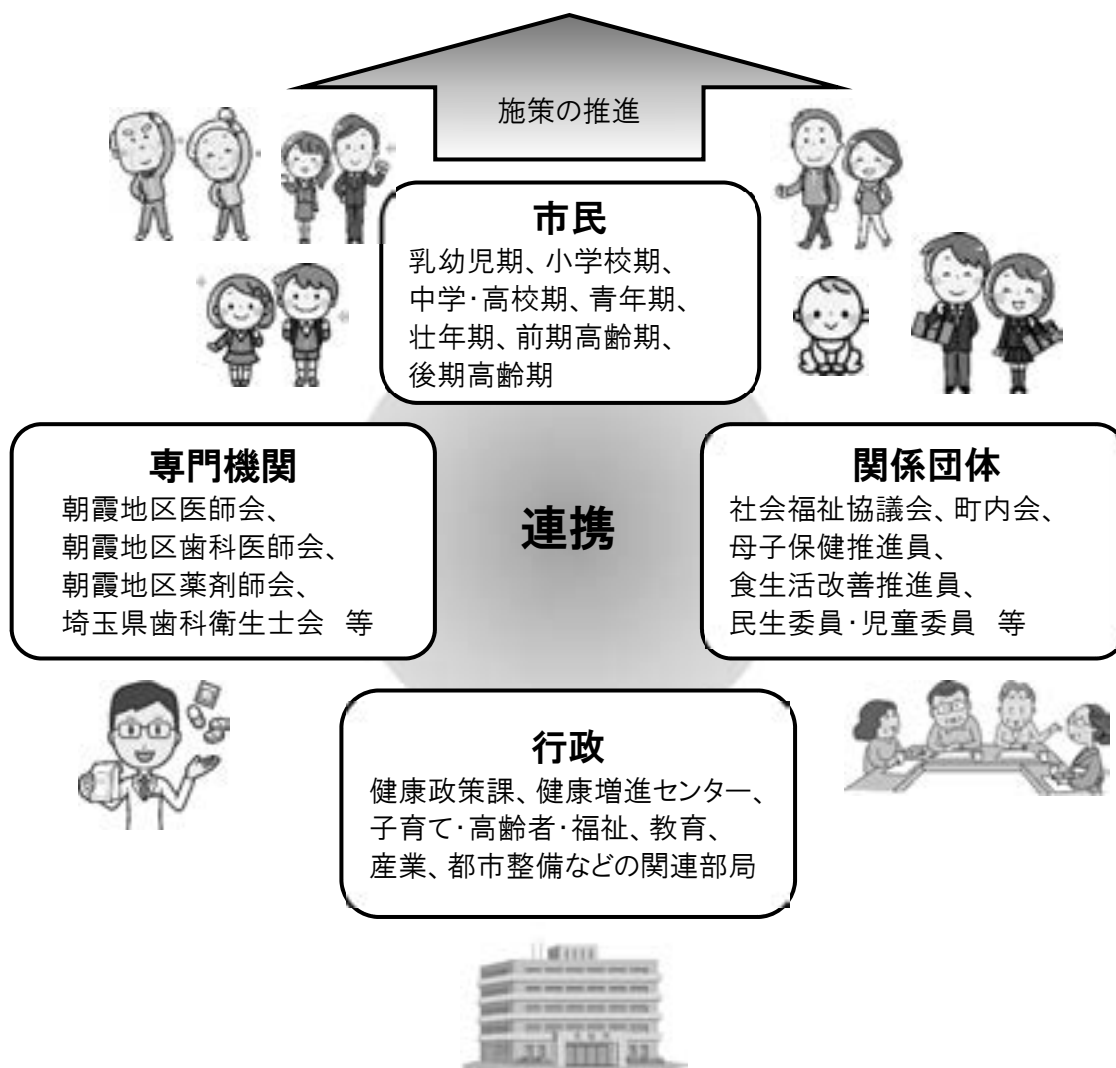 施策の推進
市民
乳幼児期、小学校期、
中学・高校期、青年期、
壮年期、前期高齢期、
後期高齢期
専門機関
朝霞地区医師会、
朝霞地区歯科医師会、
朝霞地区薬剤師会、
埼玉県歯科衛生士会　等
連携
関係団体
社会福祉協議会、町内会、
母子保健推進員、
食生活改善推進員、
民生委員・児童委員　等
行政
健康政策課、健康増進センター、
子育て・高齢者・福祉、教育、
産業、都市整備などの関連部局